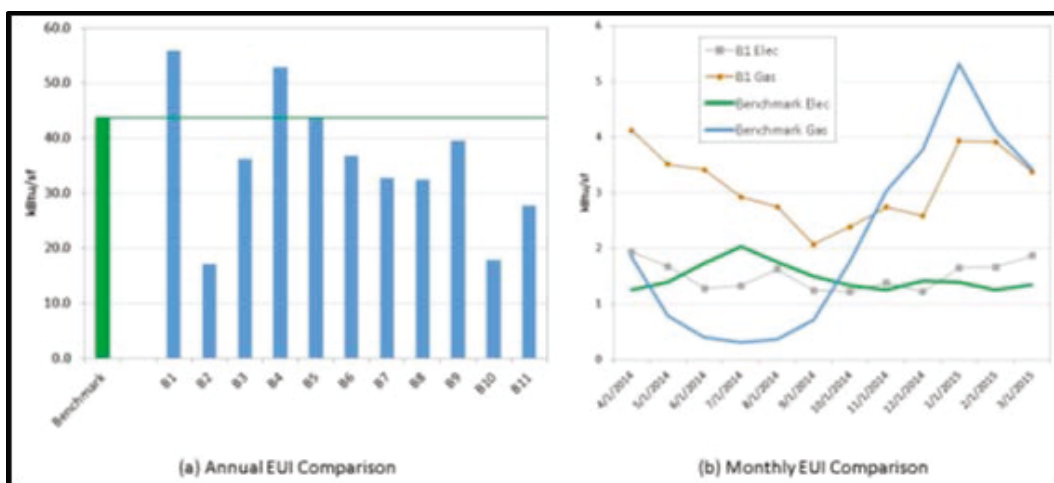 60.0
50.0
40.0
30.0
20.0
10.0
0.0
kBtu/sf
Benchmark
B1
B2
B3
B4
B5
B6
B7
B8
B9
B10
B11
(a) Annual EUI Comparison
6
5
4
3
2
1
0
kBtu/sf
B1 Elec
B1 Gas
Benchmark Elec
Benchmark Gas
4/1/2014
5/1/2014
6/1/2014
7/1/2014
8/1/2014
9/1/2014
10/1/2014
11/1/2014
12/1/2014
1/1/2015
2/1/2015
3/1/2015
(b) Monthly EUI Comparison